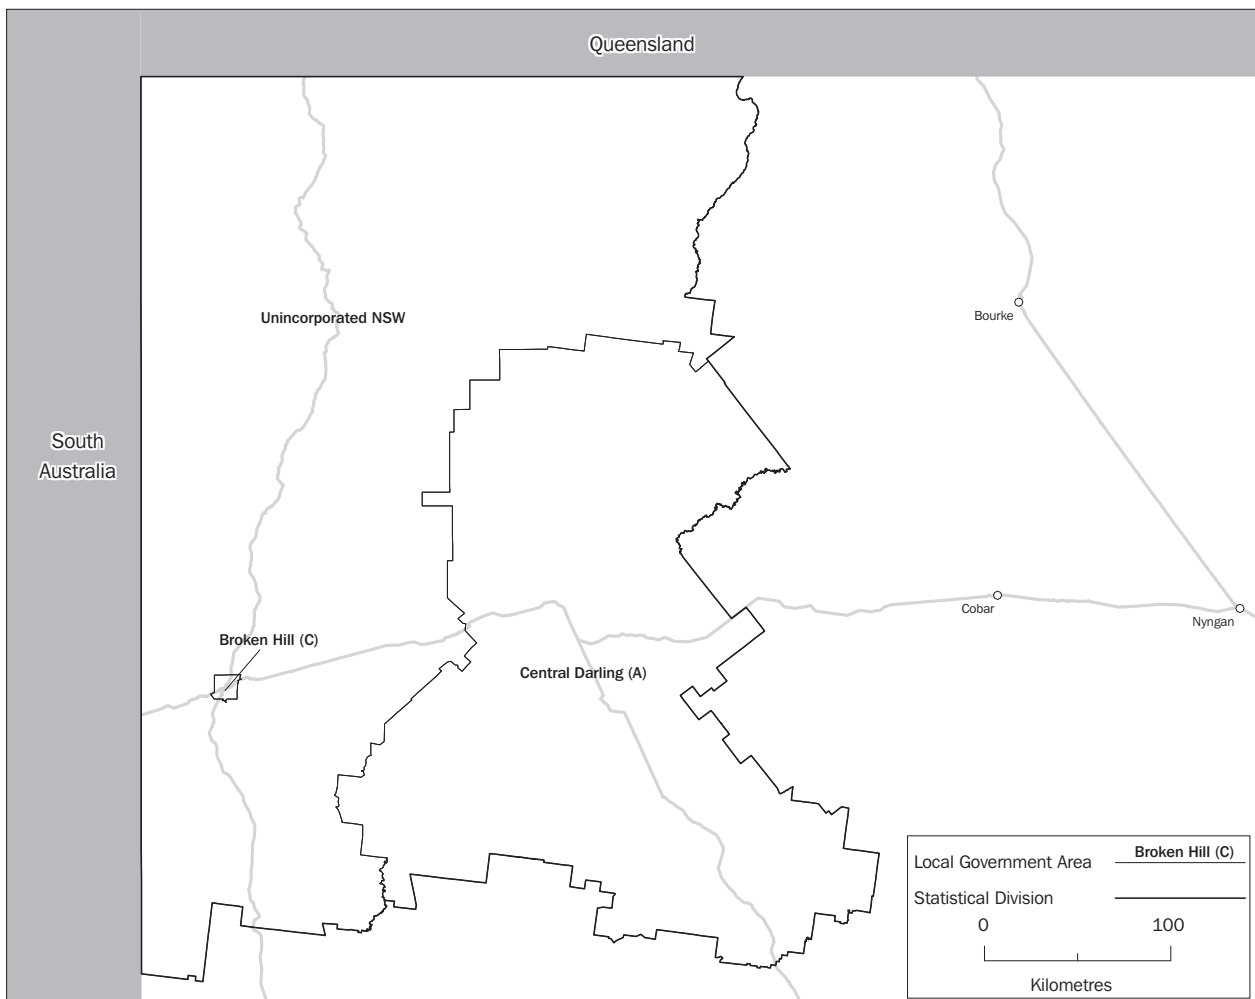 Queensland
Unincorporated NSW
Bourke
South
Australia
Cobar
Nyngan
Broken Hill (C)
Central Darling (A)
Local Government Area
Broken Hill (C)
Statistical Division
0
100
Kilometres